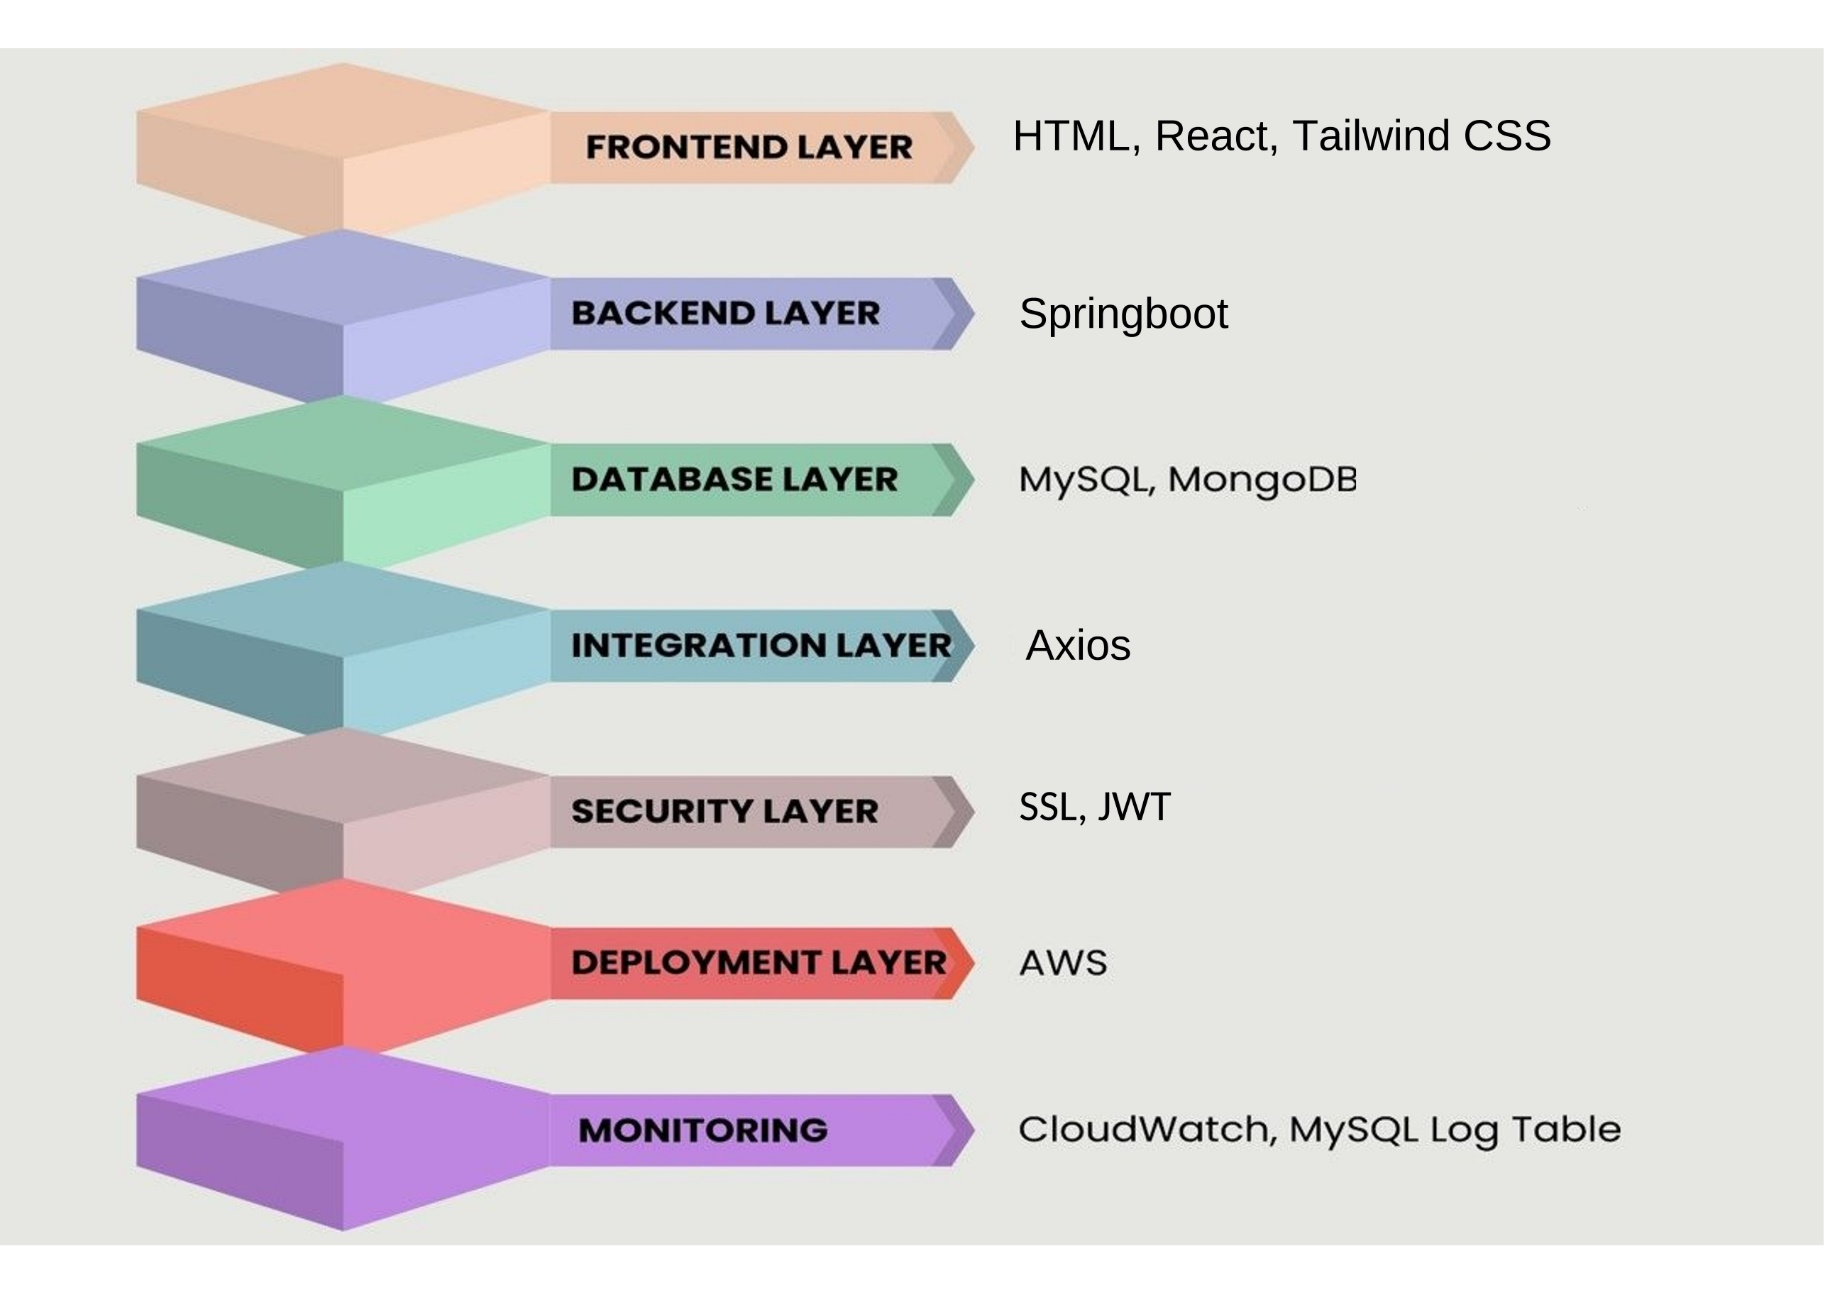 FRONTEND LAYER
HTML, React, Tailwind CSS
BACKEND LAYER
Springboot
DATABASE LAYER
MySQL, MongoDB
INTEGRATION LAYER
Axios
SECURITY LAYER
SSL, JWT
DEPLOYMENT LAYER
AWS
MONITORING
CloudWatch, MySQL Log Table